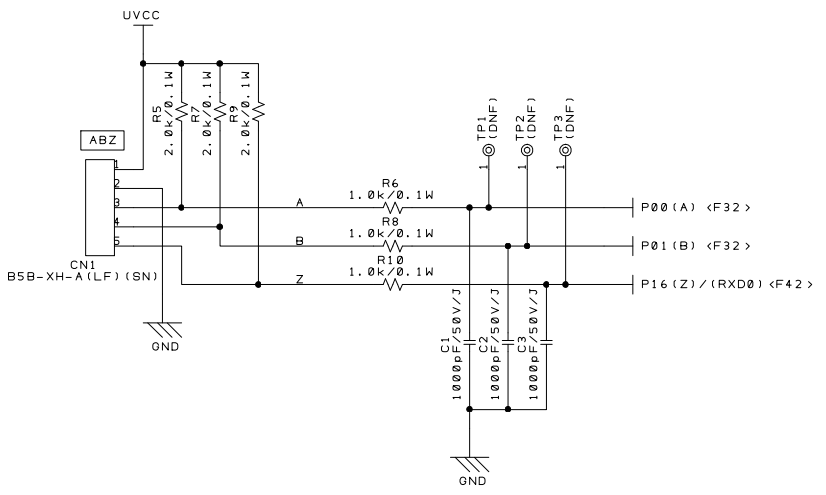 UVCC
R5
2.0k/0.1W
R7
2.0k/0.1W
R9
2.0k/0.1W
ABZ
1
2
3
4
5
CN1
B5B-XH-A(LF)(SN)
GND
A
B
Z
R6
1.0k/0.1W
R8
1.0k/0.1W
R10
1.0k/0.1W
TP1
(DNF)
1
TP2
(DNF)
1
TP3
(DNF)
1
P00(A) <F32>
P01(B) <F32>
P16(Z)/(RXD0) <F42>
C1
1000pF/50V/J
C2
1000pF/50V/J
C3
1000pF/50V/J
GND